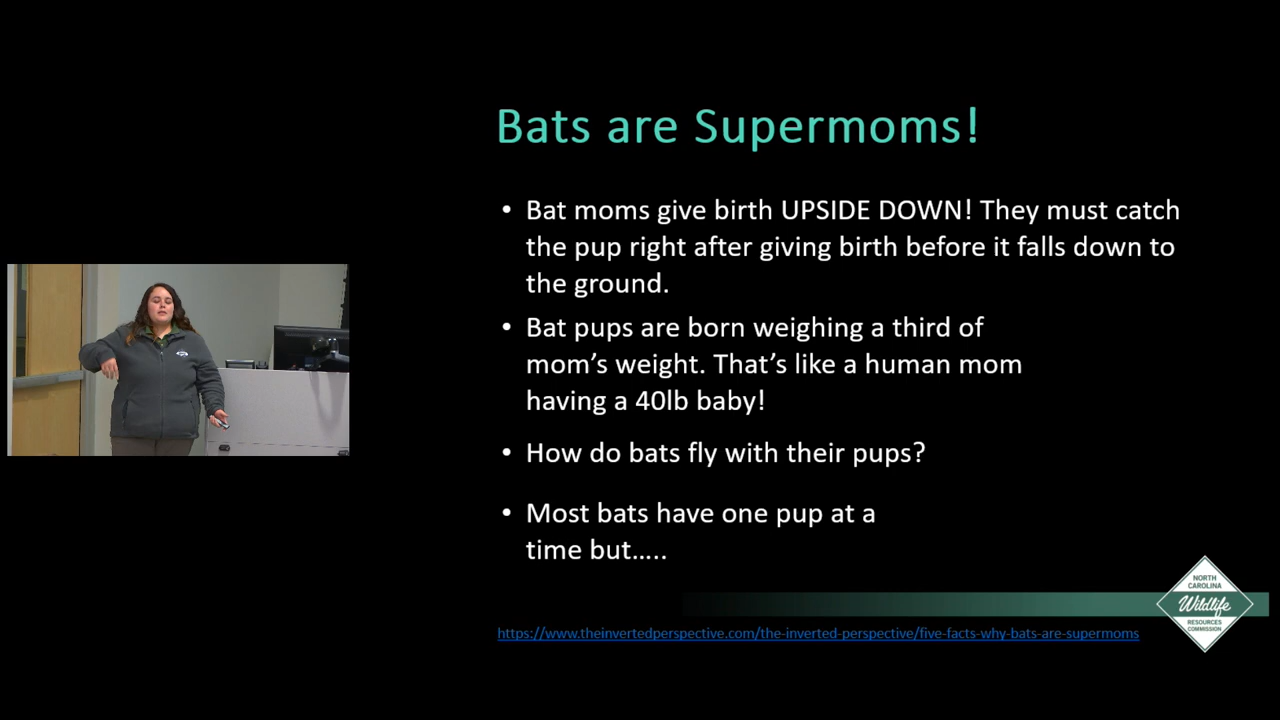 Bats are Supermoms!
• Bat moms give birth UPSIDE DOWN! They must catch
the pup right after giving birth before it falls down to
the ground.
• Bat pups are born weighing a third of
mom’s weight. That’s like a human mom
having a 40lb baby!
• How do bats fly with their pups?
• Most bats have one pup at a
time but…..
NORTH
CAROLINA
Wildlife
RESOURCES
COMMISSION
https://www.theinvertedperspective.com/the-inverted-perspective/five-facts-why-bats-are-supermoms